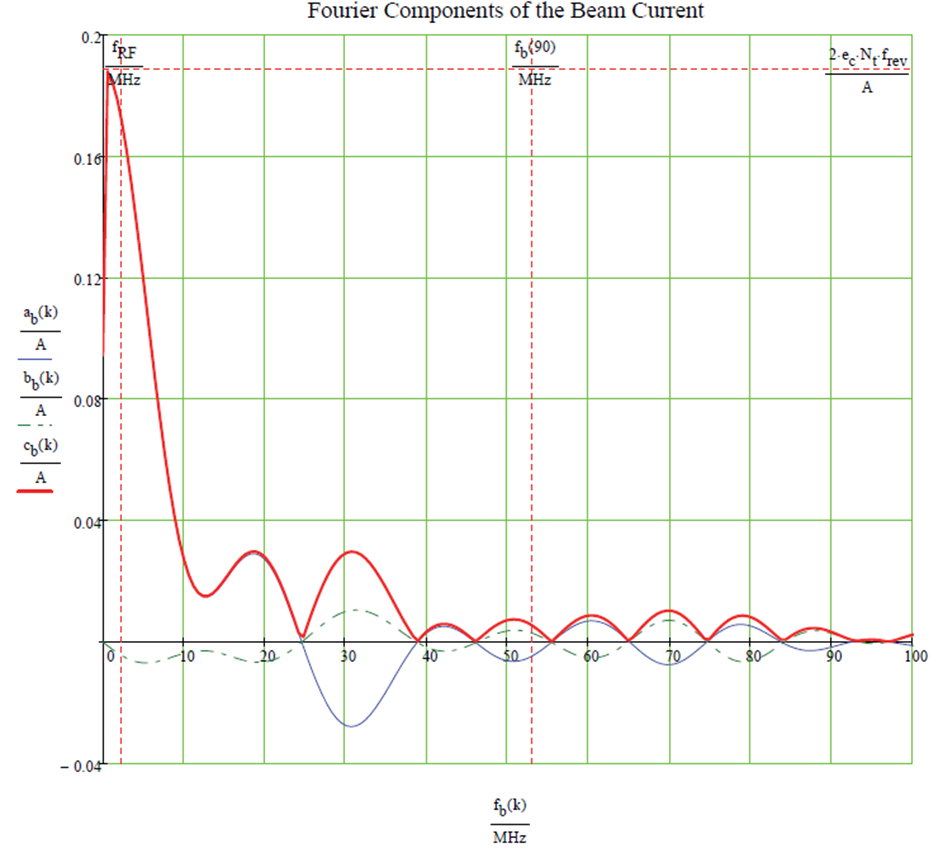 Fourier Components of the Beam Current
0.2
f_RF
MHz
f_b(90)
MHz
2·e_c·N_t·f_rev
A
0.16
0.12
a_b(k)
A
b_b(k)
A
c_b(k)
A
0.08
0.04
0 10 20 30 40 50 60 70 80 90 100
− 0.04
f_b(k)
MHz